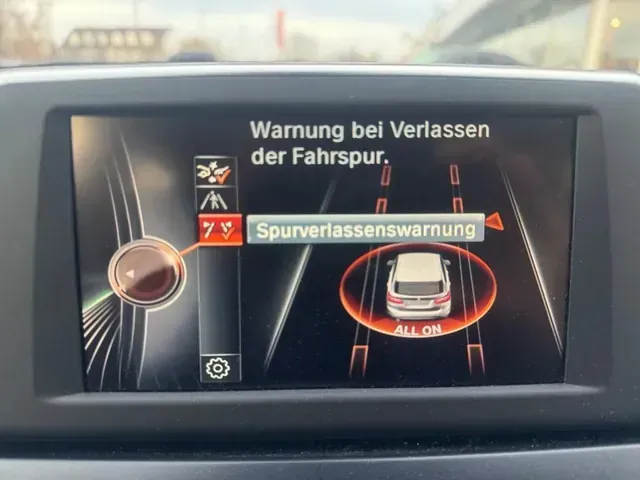 Warnung bei Verlassen
der Fahrspur.
Spurverlassenswarnung
ALL ON